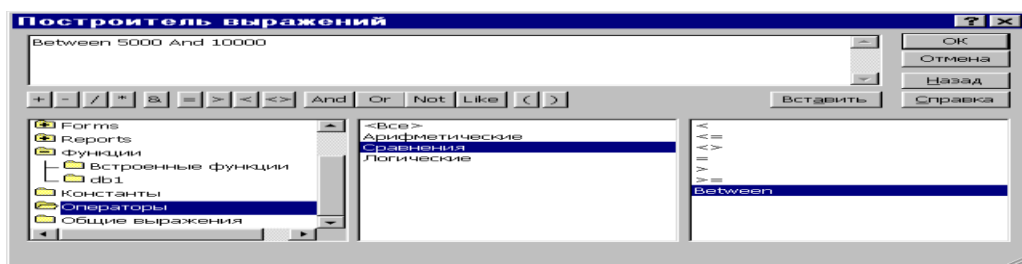 Построитель выражений
Between 5000 And 10000
OK
Отмена
Назад
+ - / * & = > < <> And Or Not Like ( ) Вставить Справка
Forms
Reports
Функции
Встроенные функции
db1
Константы
Операторы
Общие выражения
<Все>
Арифметические
Сравнения
Логические
<
<=
<>
=
>
>=
Between